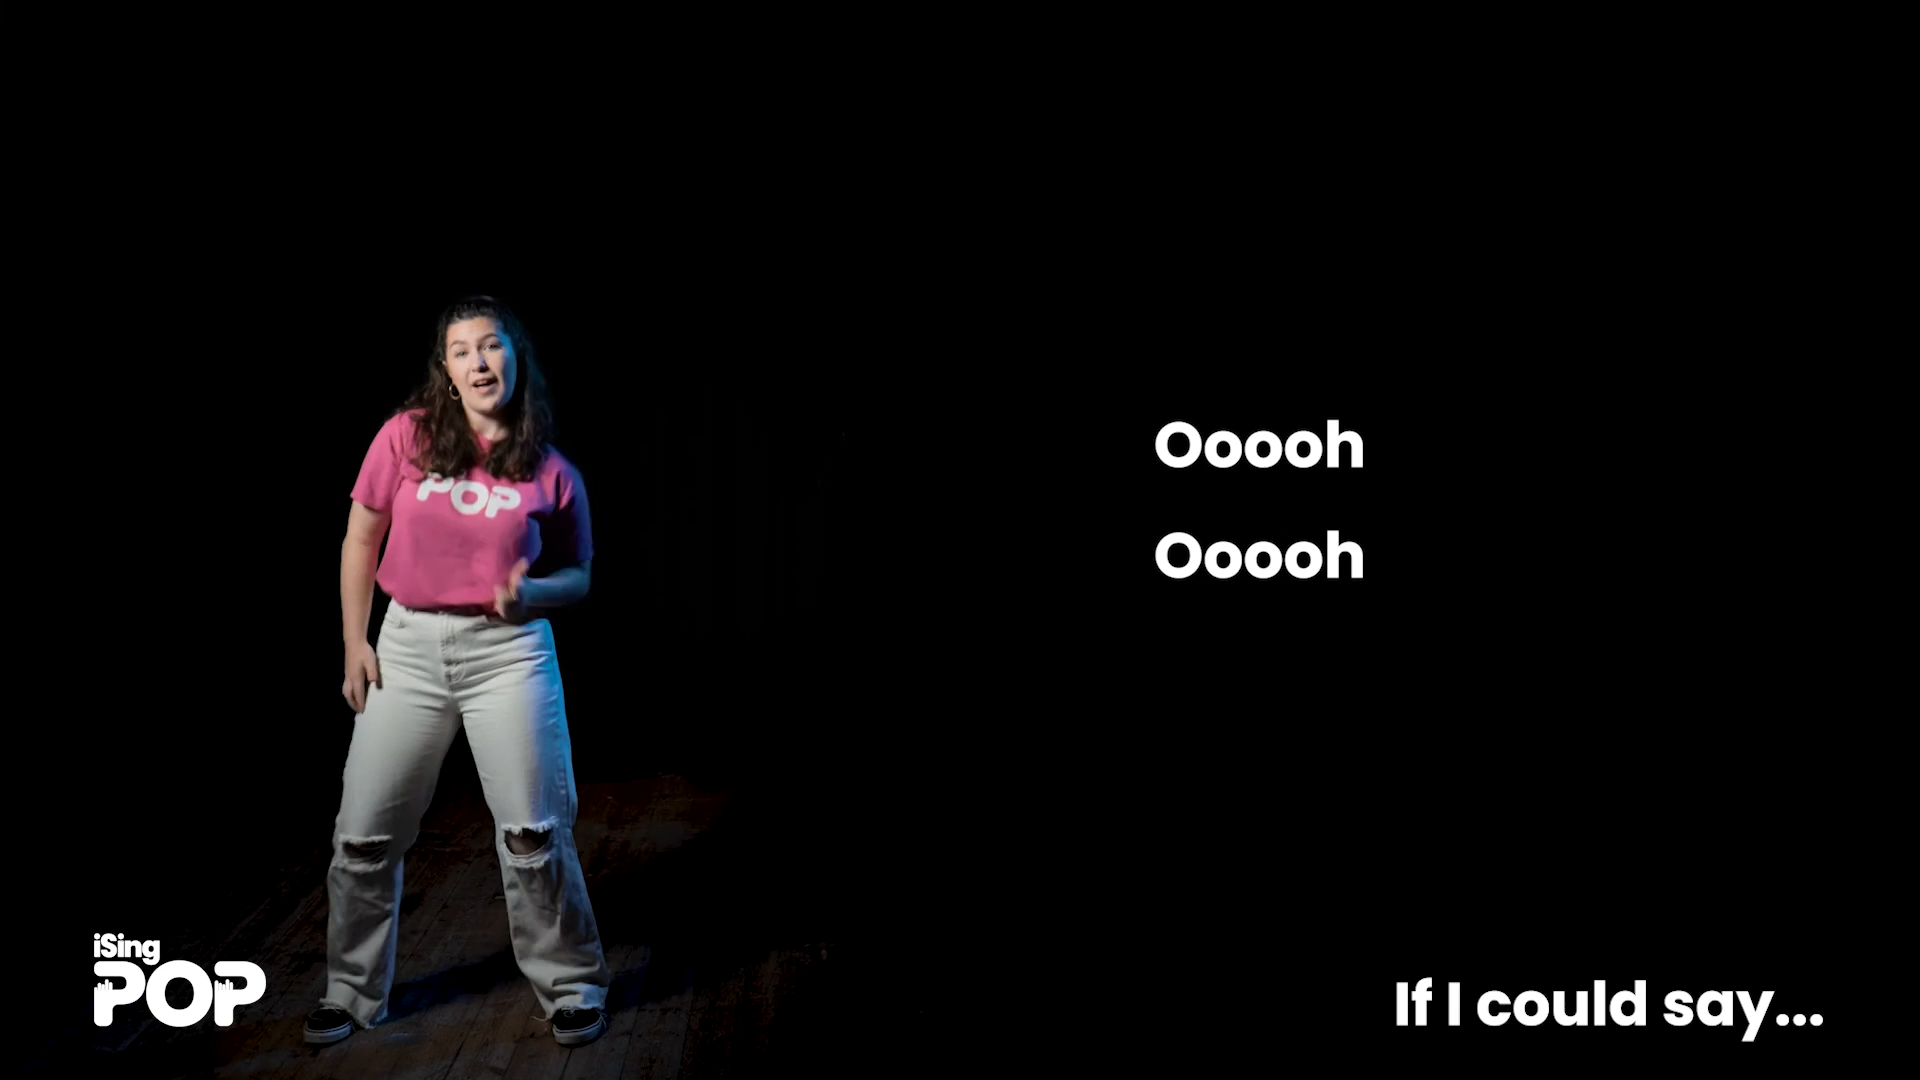 POP
Ooooh
Ooooh
iSing
POP
If I could say...